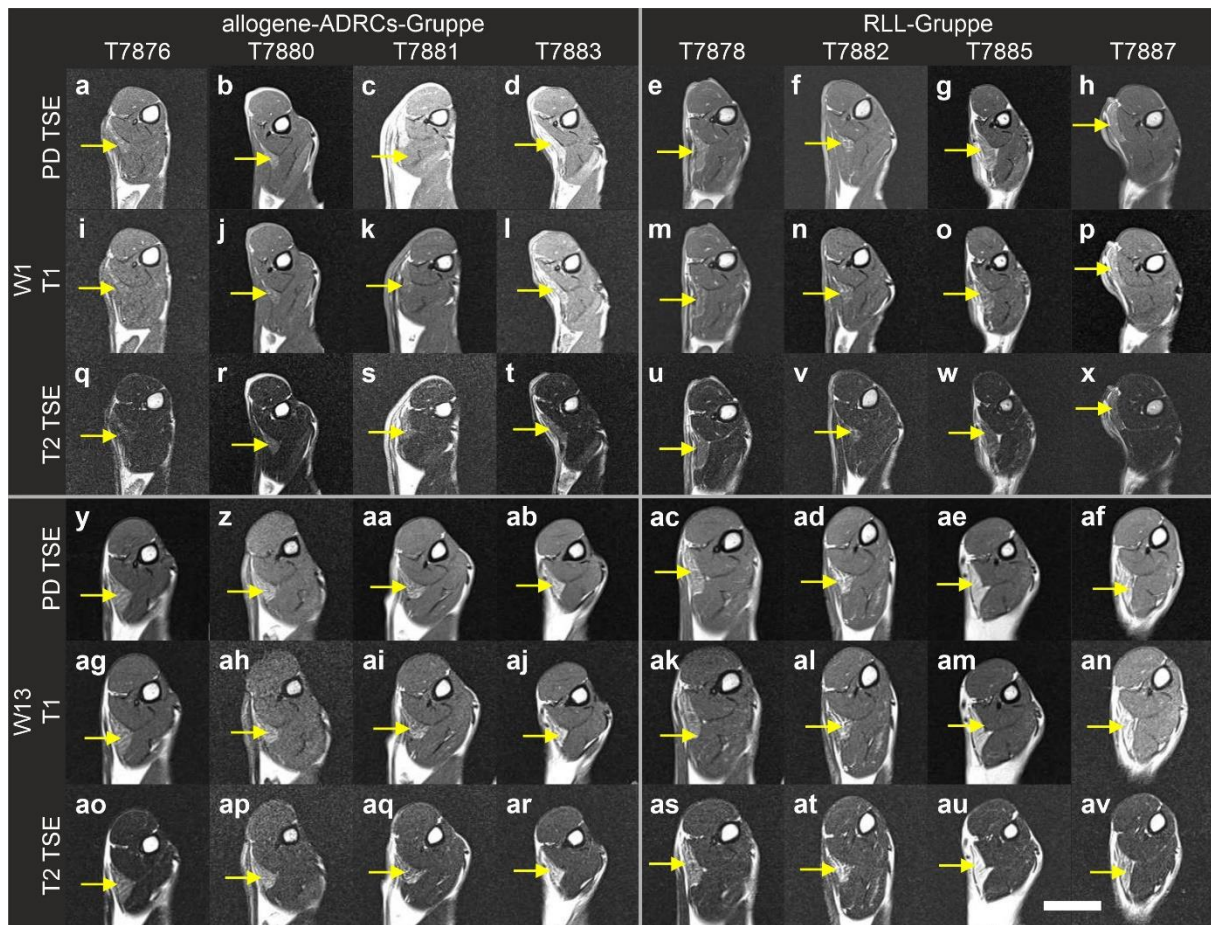 allogene-ADRCs-Gruppe RLL-Gruppe
T7876 T7880 T7881 T7883 T7878 T7882 T7885 T7887
W1
PD TSE
a b c d e f g h
T1
i j k l m n o p
T2 TSE
q r s t u v w x
W13
PD TSE
y z aa ab ac ad ae af
T1
ag ah ai aj ak al am an
T2 TSE
ao ap aq ar as at au av